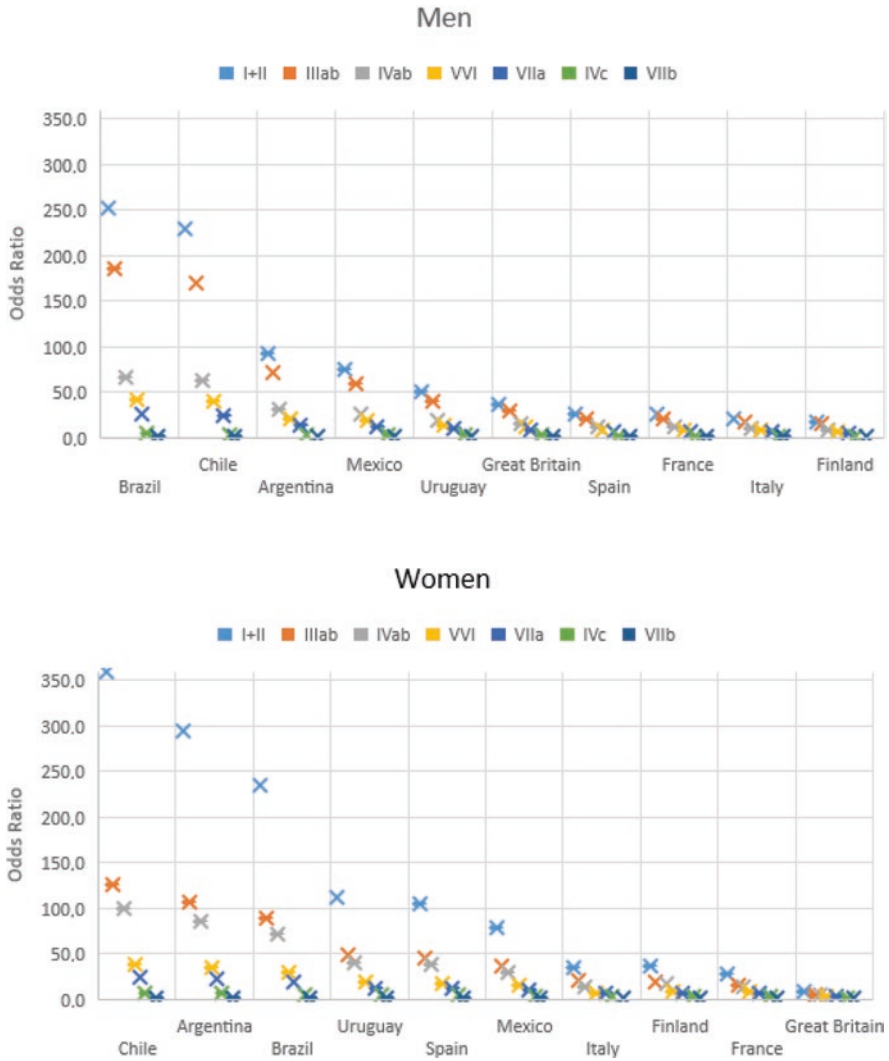 Men
I+II IIIab IVab VVI VIIa IVc VIIb
350,0
300,0
250,0
200,0
150,0
100,0
50,0
0,0
Odds Ratio
Chile Mexico Great Britain France Finland
Brazil Argentina Uruguay Spain Italy
Women
I+II IIIab IVab VVI VIIa IVc VIIb
350,0
300,0
250,0
200,0
150,0
100,0
50,0
0,0
Odds Ratio
Argentina Uruguay Mexico Finland Great Britain
Chile Brazil Spain Italy France